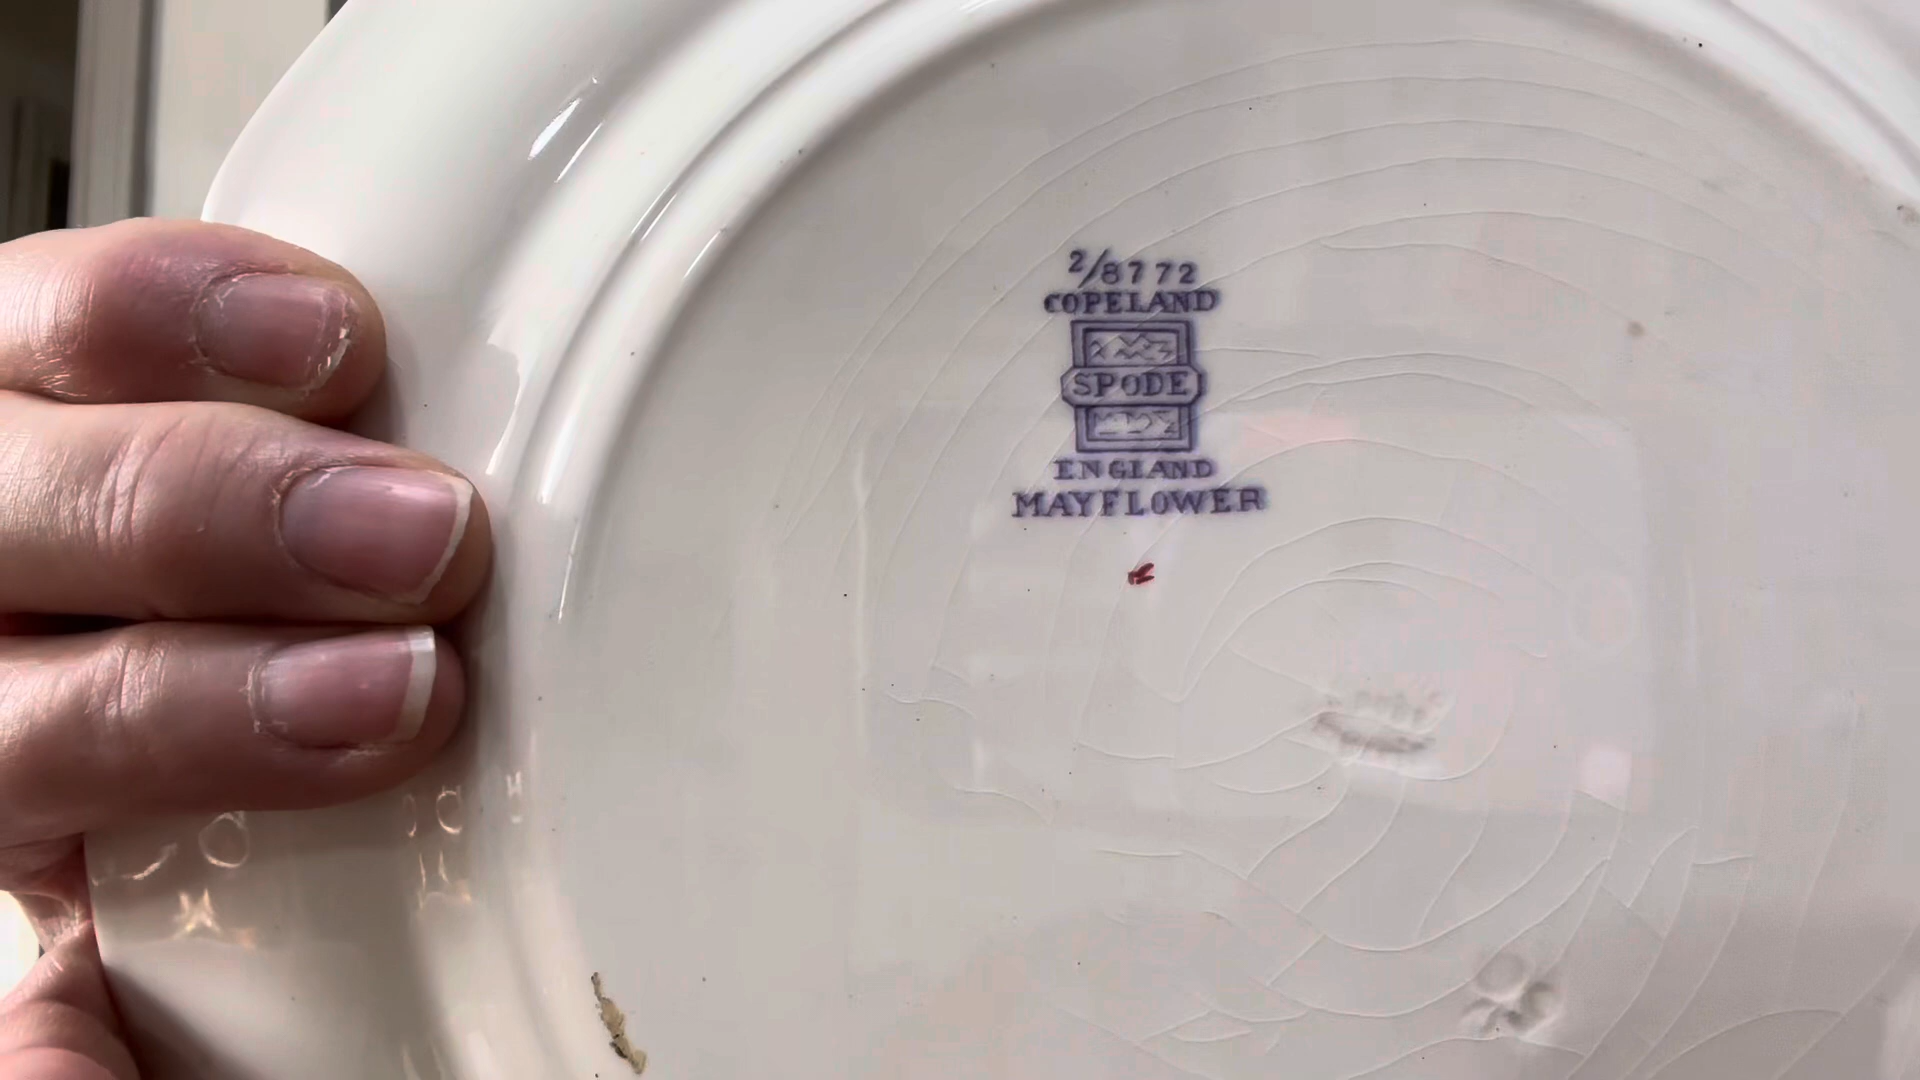 2/8772
COPELAND
SPODE
ENGLAND
MAYFLOWER